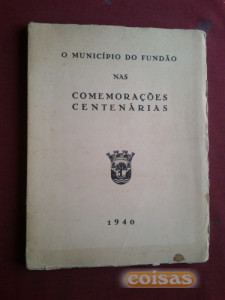 O MUNICÍPIO DO FUNDÃO
NAS
COMEMORAÇÕES
CENTENÁRIAS
1940
coisas